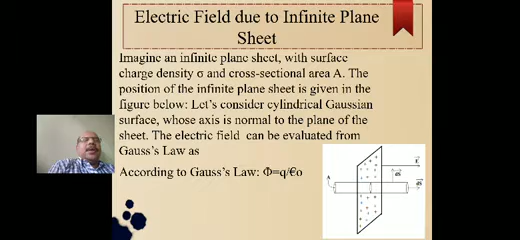 Electric Field due to Infinite Plane
Sheet
Imagine an infinite plane sheet, with surface
charge density σ and cross-sectional area A. The
position of the infinite plane sheet is given in the
figure below: Let's consider cylindrical Gaussian
surface, whose axis is normal to the plane of the
sheet. The electric field can be evaluated from
Gauss's Law as
According to Gauss's Law: Φ=q/€o
A
E
dS
dS